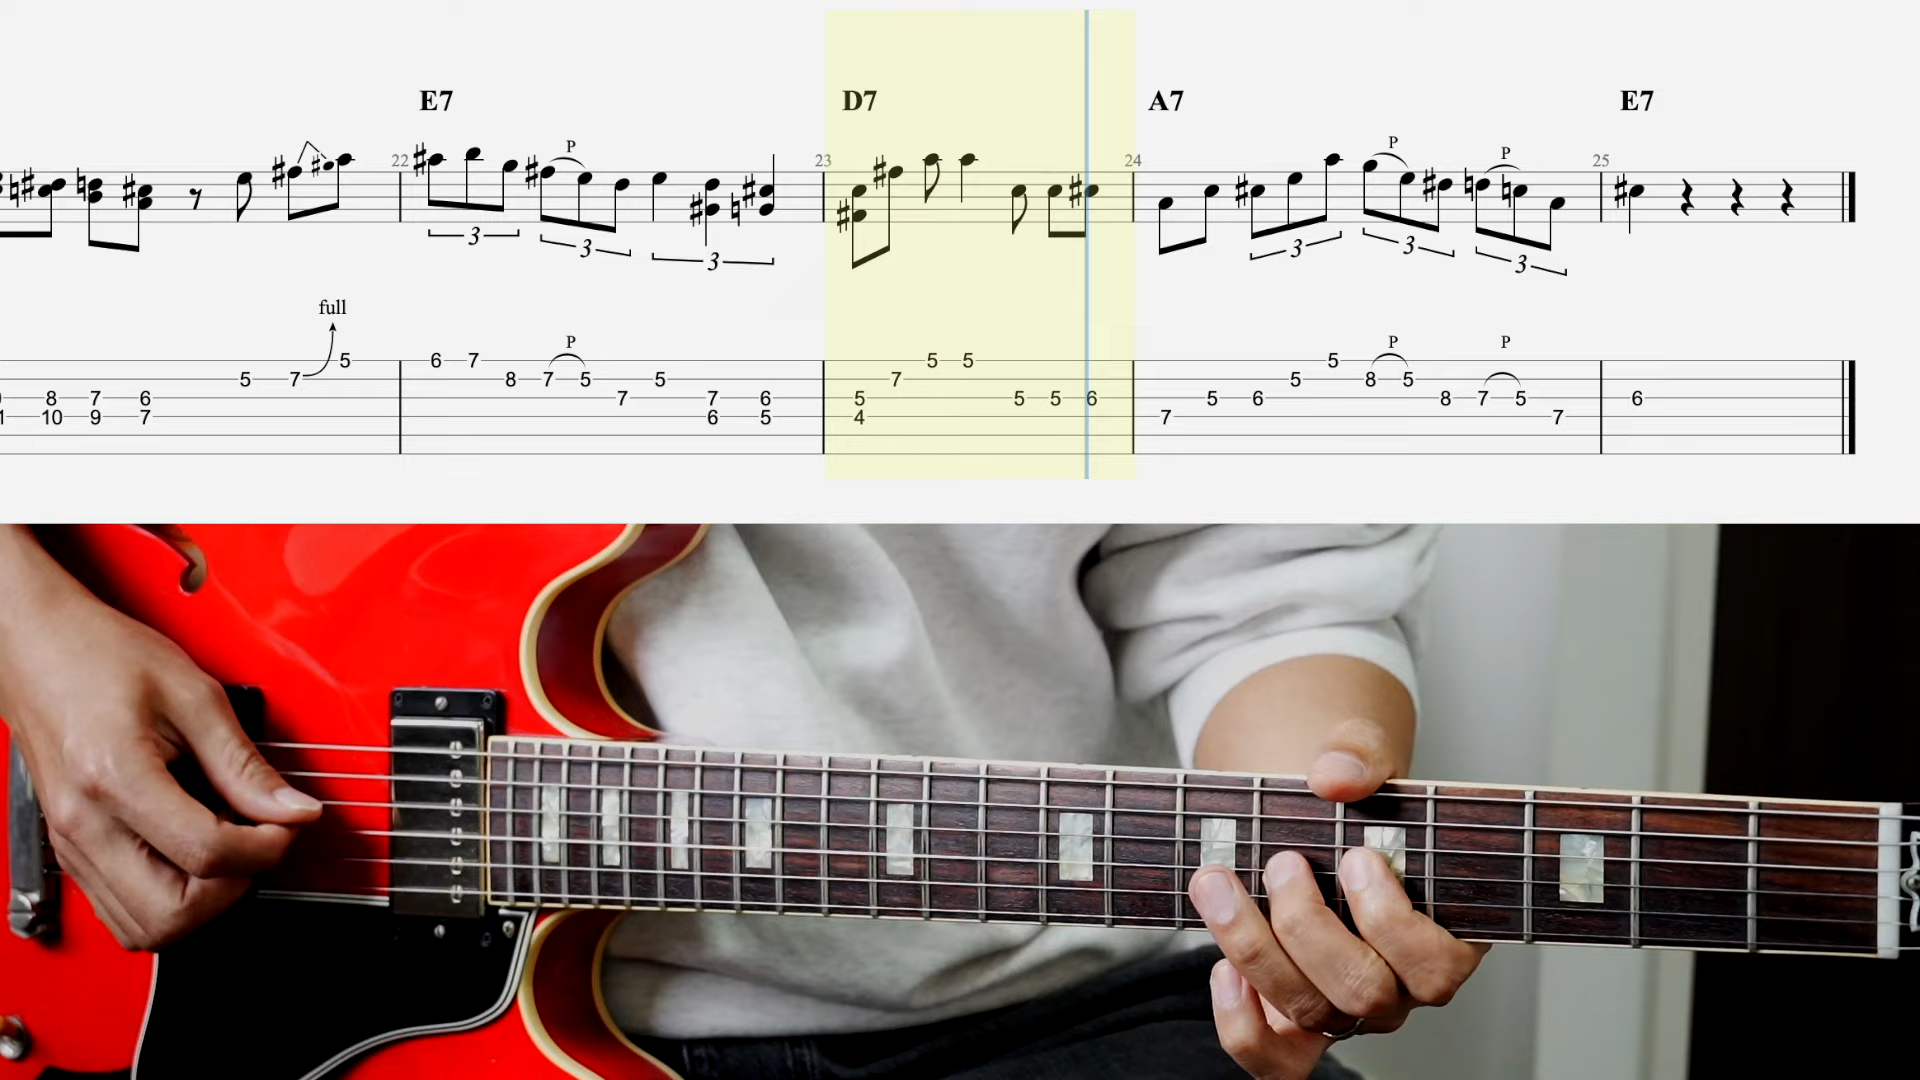 E7 D7 A7 E7
P P P
22 23 24 25
3 3 3 3 3 3
full
P P P
6 7 5 5 5 5
5 7 8 7 5 5 7 5 8 5
8 7 6 7 7 6 5 5 5 6 5 6 8 7 5 6
10 9 7 6 5 4 7 7